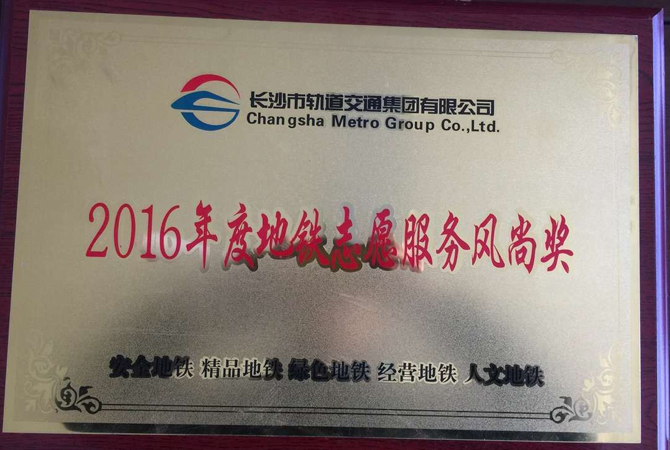 长沙市轨道交通集团有限公司
Changsha Metro Group Co.,Ltd.
2016年度地铁志愿服务风尚奖
安全地铁 精品地铁 绿色地铁 经营地铁 人文地铁